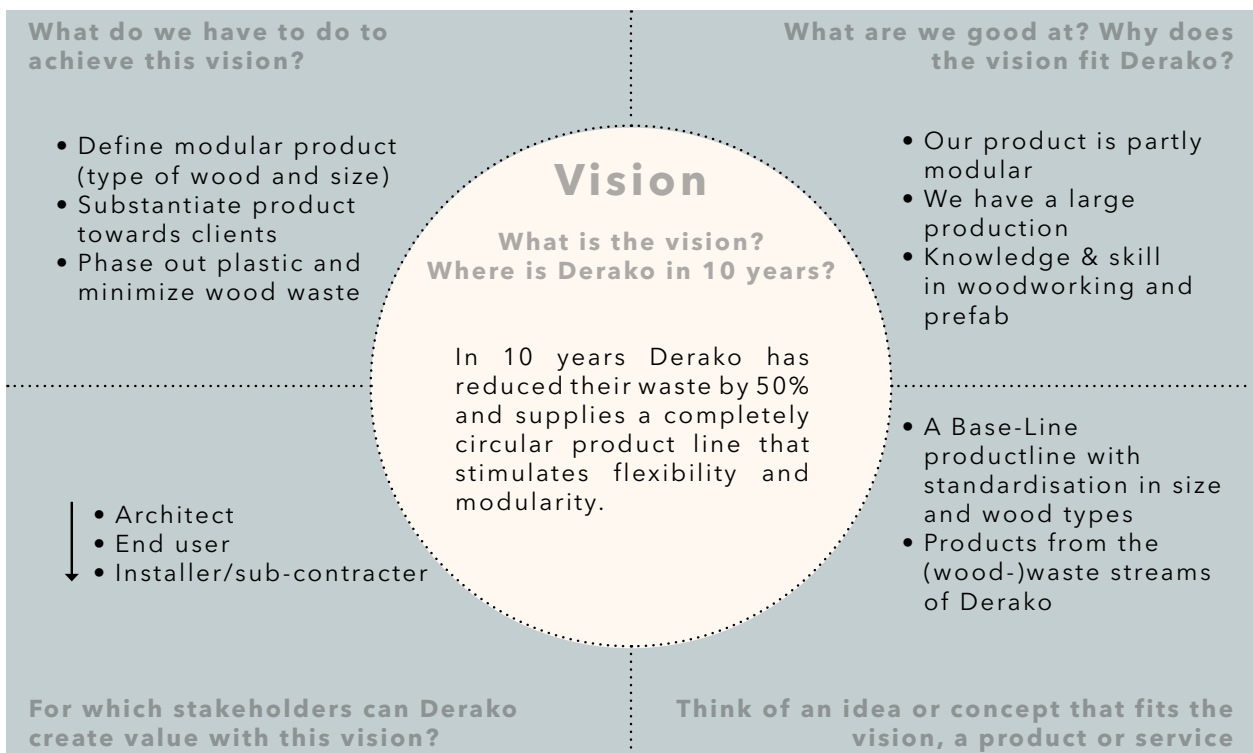 What do we have to do to
achieve this vision?
• Define modular product
(type of wood and size)
• Substantiate product
towards clients
• Phase out plastic and
minimize wood waste
What are we good at? Why does
the vision fit Derako?
• Our product is partly
modular
• We have a large
production
• Knowledge & skill
in woodworking and
prefab
Vision
What is the vision?
Where is Derako in 10 years?
In 10 years Derako has
reduced their waste by 50%
and supplies a completely
circular product line that
stimulates flexibility and
modularity.
• Architect
• End user
• Installer/sub-contracter
For which stakeholders can Derako
create value with this vision?
• A Base-Line
productline with
standardisation in size
and wood types
• Products from the
(wood-)waste streams
of Derako
Think of an idea or concept that fits the
vision, a product or service